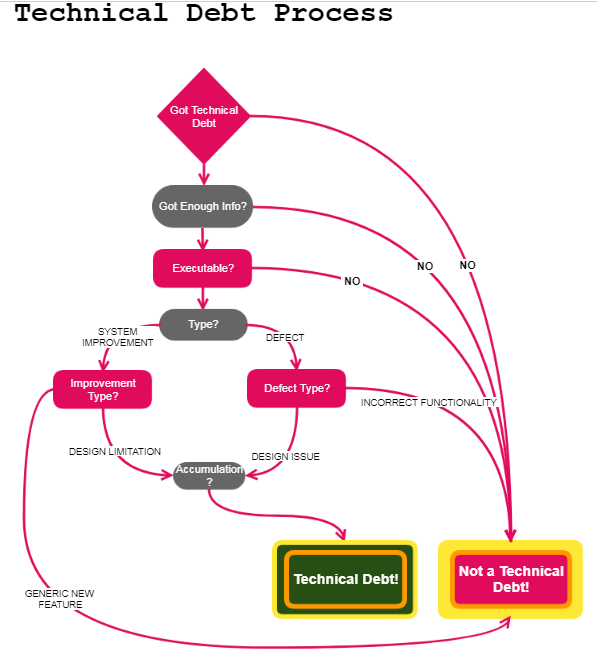 Technical Debt Process
Got Technical
Debt
Got Enough Info?
NO
NO
Executable?
NO
Type?
SYSTEM
IMPROVEMENT
DEFECT
Improvement
Type?
Defect Type?
INCORRECT FUNCTIONALITY
DESIGN LIMITATION
DESIGN ISSUE
Accumulation
?
Technical Debt!
Not a Technical
Debt!
GENERIC NEW
FEATURE